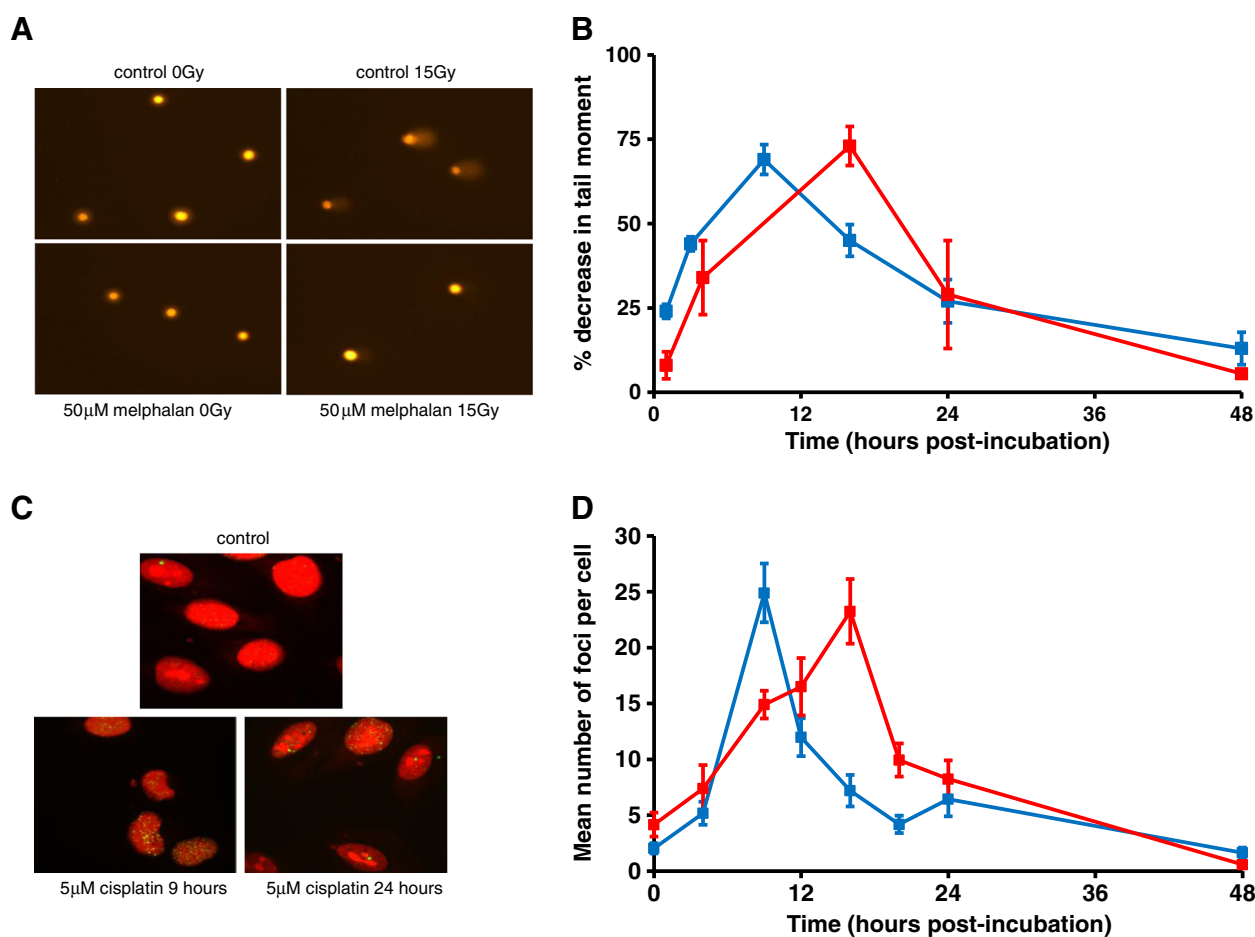 A
control 0Gy
control 15Gy
50μM melphalan 0Gy
50μM melphalan 15Gy
B
% decrease in tail moment
100
75
50
25
0
0 12 24 36 48
Time (hours post-incubation)
C
control
5μM cisplatin 9 hours
5μM cisplatin 24 hours
D
Mean number of foci per cell
30
25
20
15
10
5
0
0 12 24 36 48
Time (hours post-incubation)